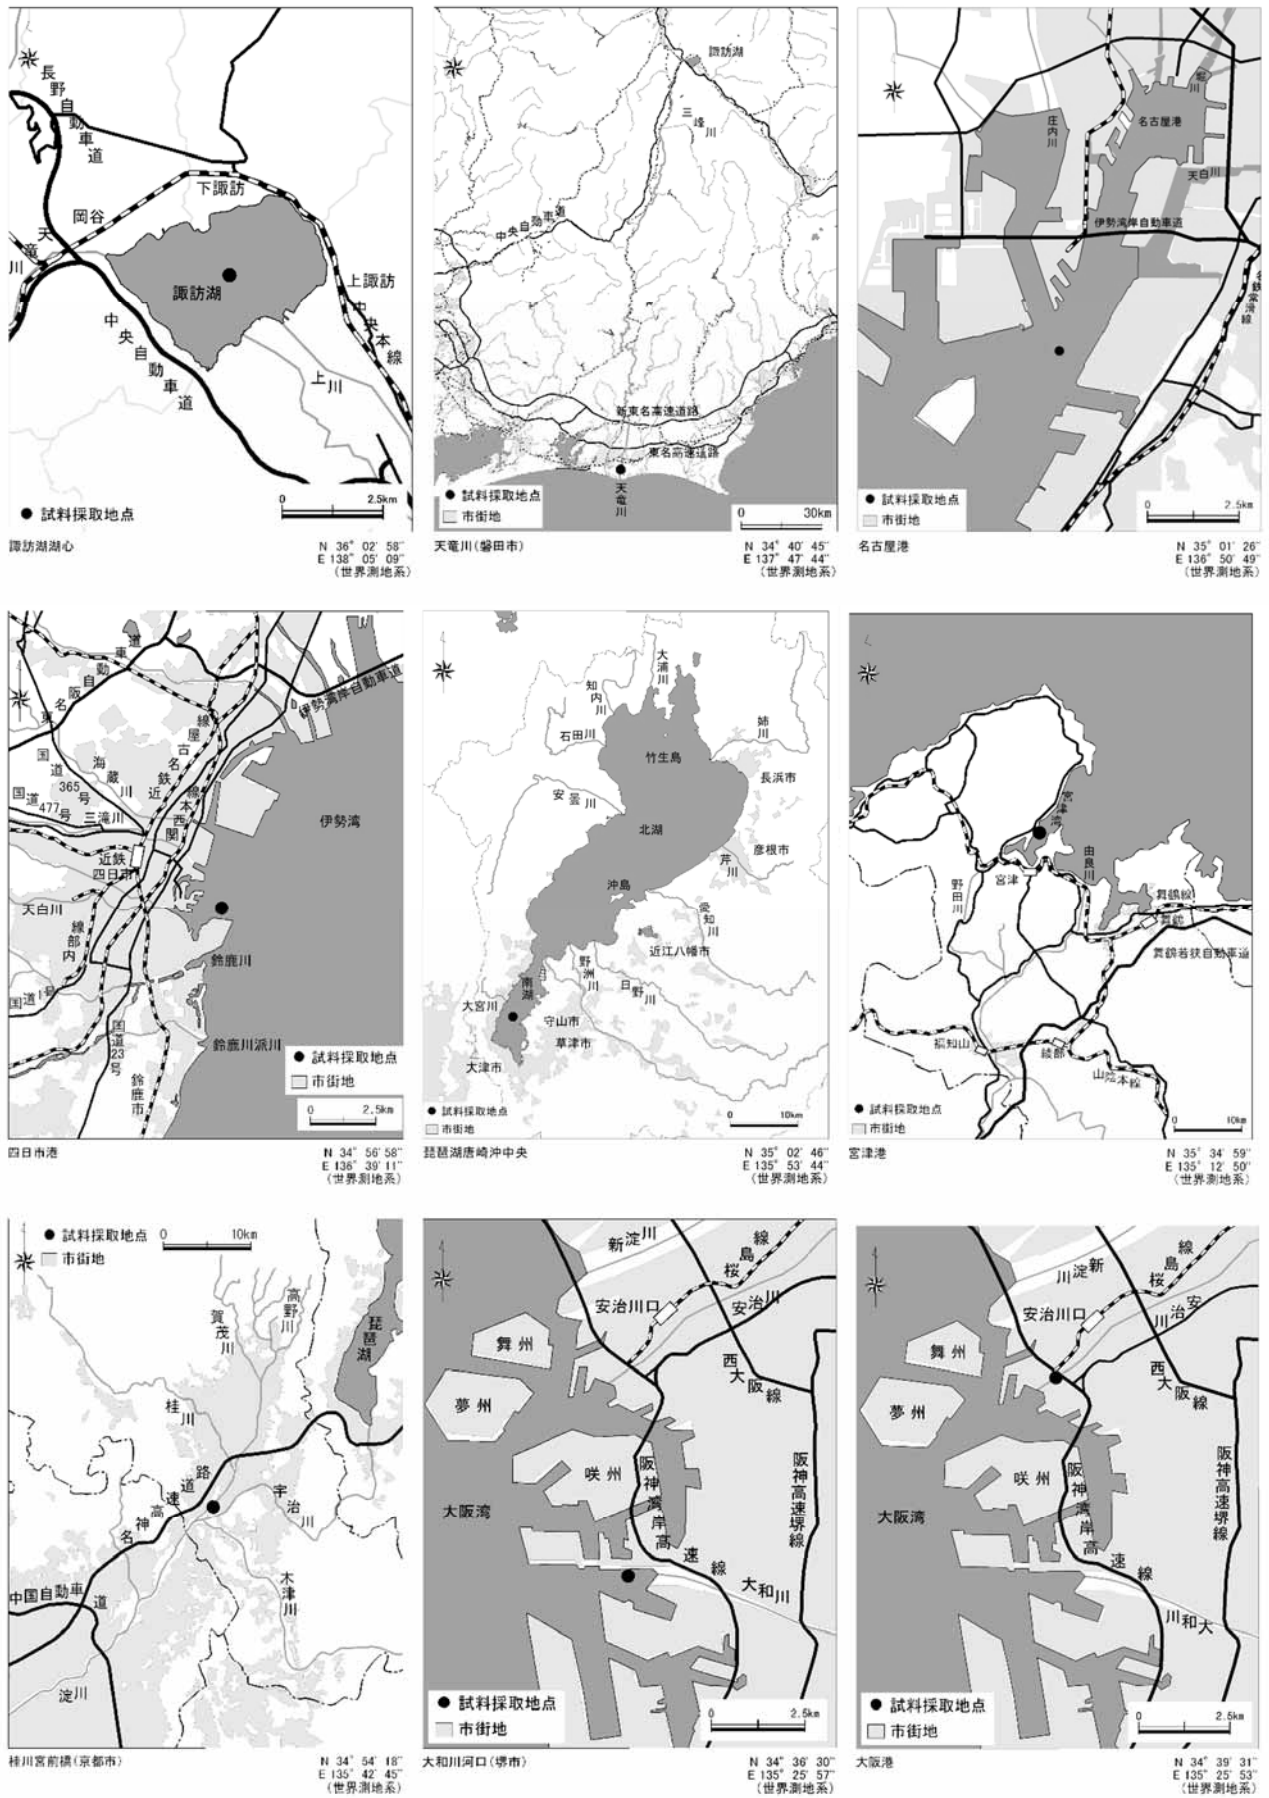 長野自動車道
下諏訪
岡谷
天竜川
諏訪湖
上諏訪
中央本線
中央自動車道
上川
0 2.5km
● 試料採取地点
諏訪湖湖心
N 36° 02′ 58″
E 138° 05′ 09″
(世界測地系)
諏訪湖
三峰川
中央自動車道
新東名高速道路
東名高速道路
天竜川
● 試料採取地点
市街地
0 30km
天竜川(磐田市)
N 34° 40′ 45″
E 137° 47′ 44″
(世界測地系)
堀川
庄内川
名古屋港
天白川
伊勢湾岸自動車道
名鉄常滑線
● 試料採取地点
市街地
0 2.5km
名古屋港
N 35° 01′ 26″
E 136° 50′ 49″
(世界測地系)
東名阪自動車道
伊勢湾岸自動車道
近鉄名古屋線
国道365号
海蔵川
国道477号
三滝川
関西本線
伊勢湾
近鉄
四日市
天白川
内部線
鈴鹿川
国道1号
国道23号
鈴鹿川派川
鈴鹿市
● 試料採取地点
市街地
0 2.5km
四日市港
N 34° 56′ 58″
E 136° 39′ 11″
(世界測地系)
大浦川
知内川
石田川
姉川
竹生島
長浜市
安曇川
北湖
彦根市
芹川
沖島
愛知川
近江八幡市
野洲川
日野川
南湖
大宮川
守山市
草津市
大津市
● 試料採取地点
市街地
0 10km
琵琶湖唐崎沖中央
N 35° 02′ 46″
E 135° 53′ 44″
(世界測地系)
宮津湾
由良川
宮津
野田川
舞鶴線
舞鶴
舞鶴若狭自動車道
福知山
綾部
山陰本線
● 試料採取地点
市街地
0 10km
宮津港
N 35° 34′ 59″
E 135° 12′ 50″
(世界測地系)
● 試料採取地点
市街地
0 10km
高野川
賀茂川
琵琶湖
桂川
名神高速道路
宇治川
木津川
中国自動車道
淀川
桂川宮前橋(京都市)
N 34° 54′ 18″
E 135° 42′ 45″
(世界測地系)
新淀川
桜島線
安治川口
安治川
舞州
西大阪線
夢州
咲州
阪神湾岸高速線
阪神高速堺線
大阪湾
大和川
● 試料採取地点
市街地
0 2.5km
大和川河口(堺市)
N 34° 36′ 30″
E 135° 25′ 57″
(世界測地系)
新淀川
桜島線
安治川口
安治川
舞州
西大阪線
夢州
咲州
阪神湾岸高速線
阪神高速堺線
大阪湾
大和川
● 試料採取地点
市街地
0 2.5km
大阪港
N 34° 39′ 31″
E 135° 25′ 53″
(世界測地系)